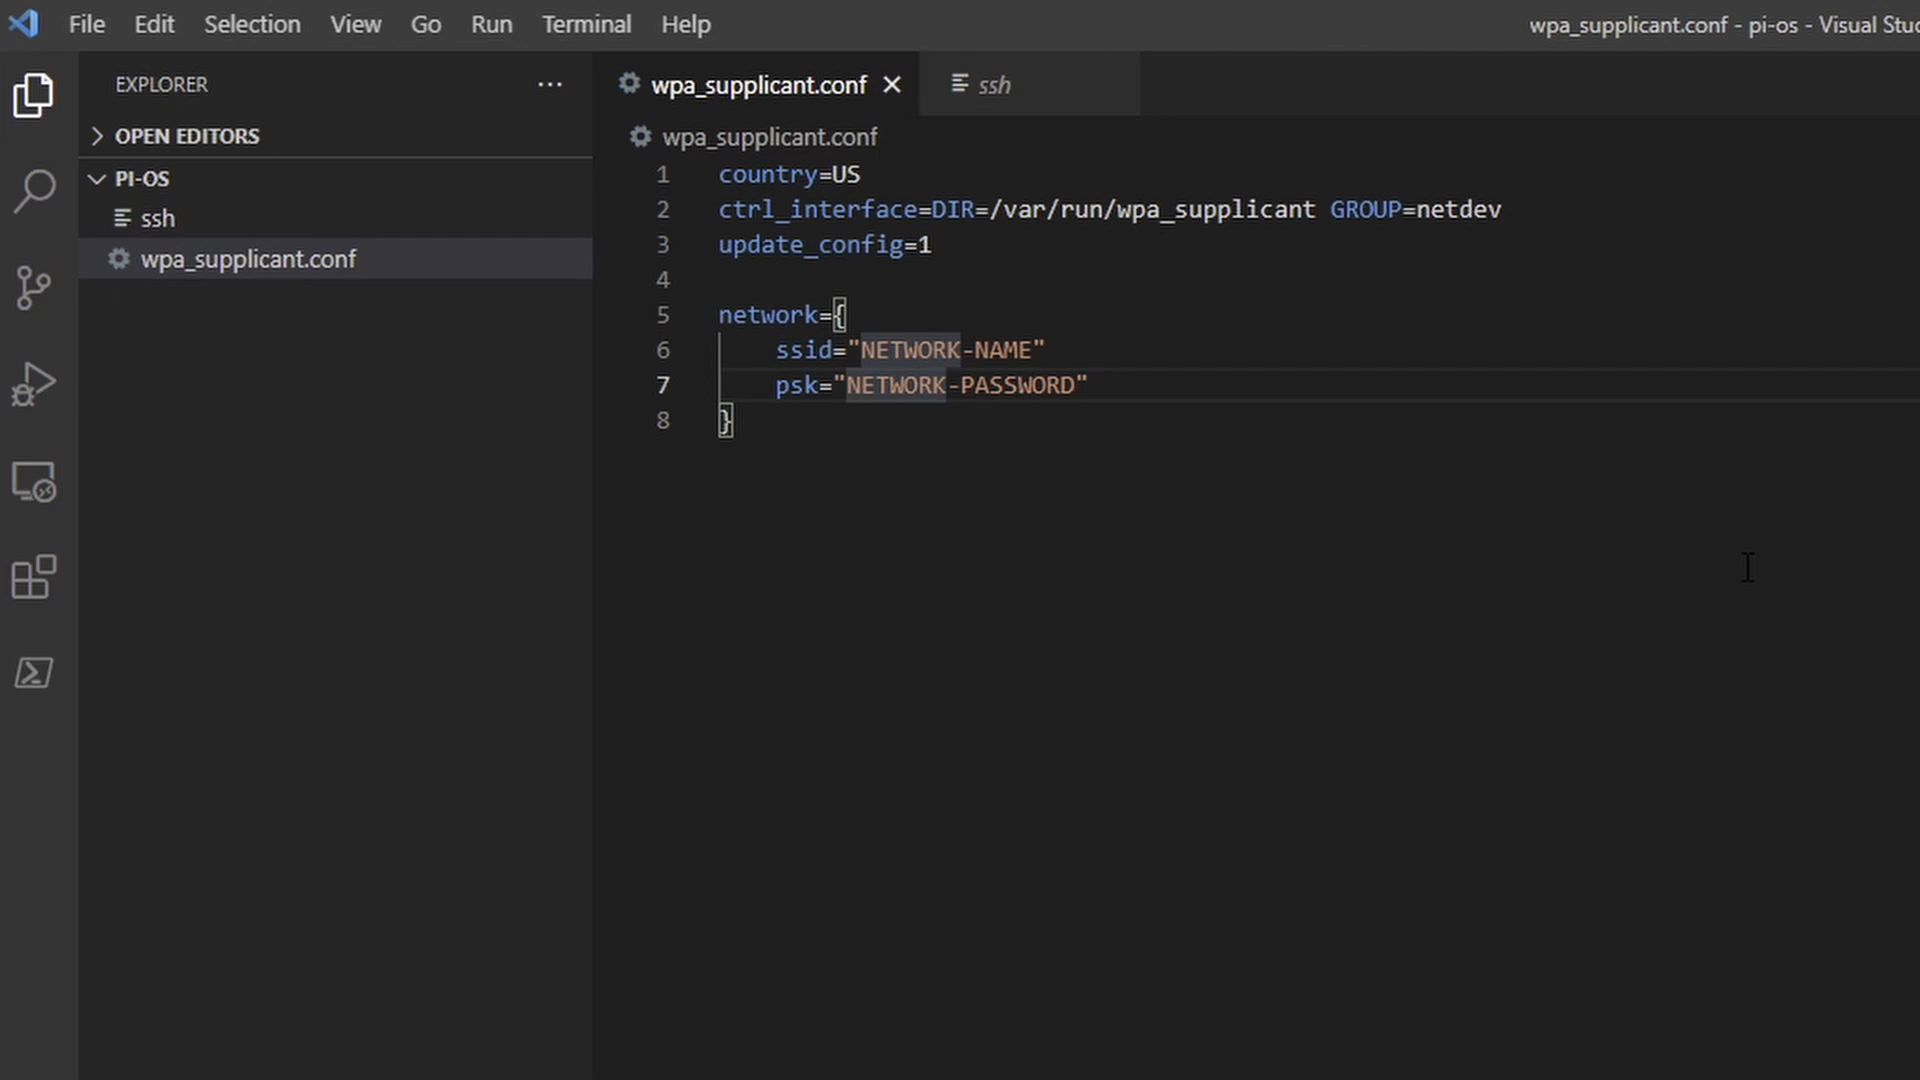 File Edit Selection View Go Run Terminal Help
wpa_supplicant.conf - pi-os - Visual
EXPLORER
OPEN EDITORS
PI-OS
ssh
wpa_supplicant.conf
wpa_supplicant.conf ssh
wpa_supplicant.conf
1 country=US
2 ctrl_interface=DIR=/var/run/wpa_supplicant GROUP=netdev
3 update_config=1
4
5 network={
6 ssid="NETWORK-NAME"
7 psk="NETWORK-PASSWORD"
8 }